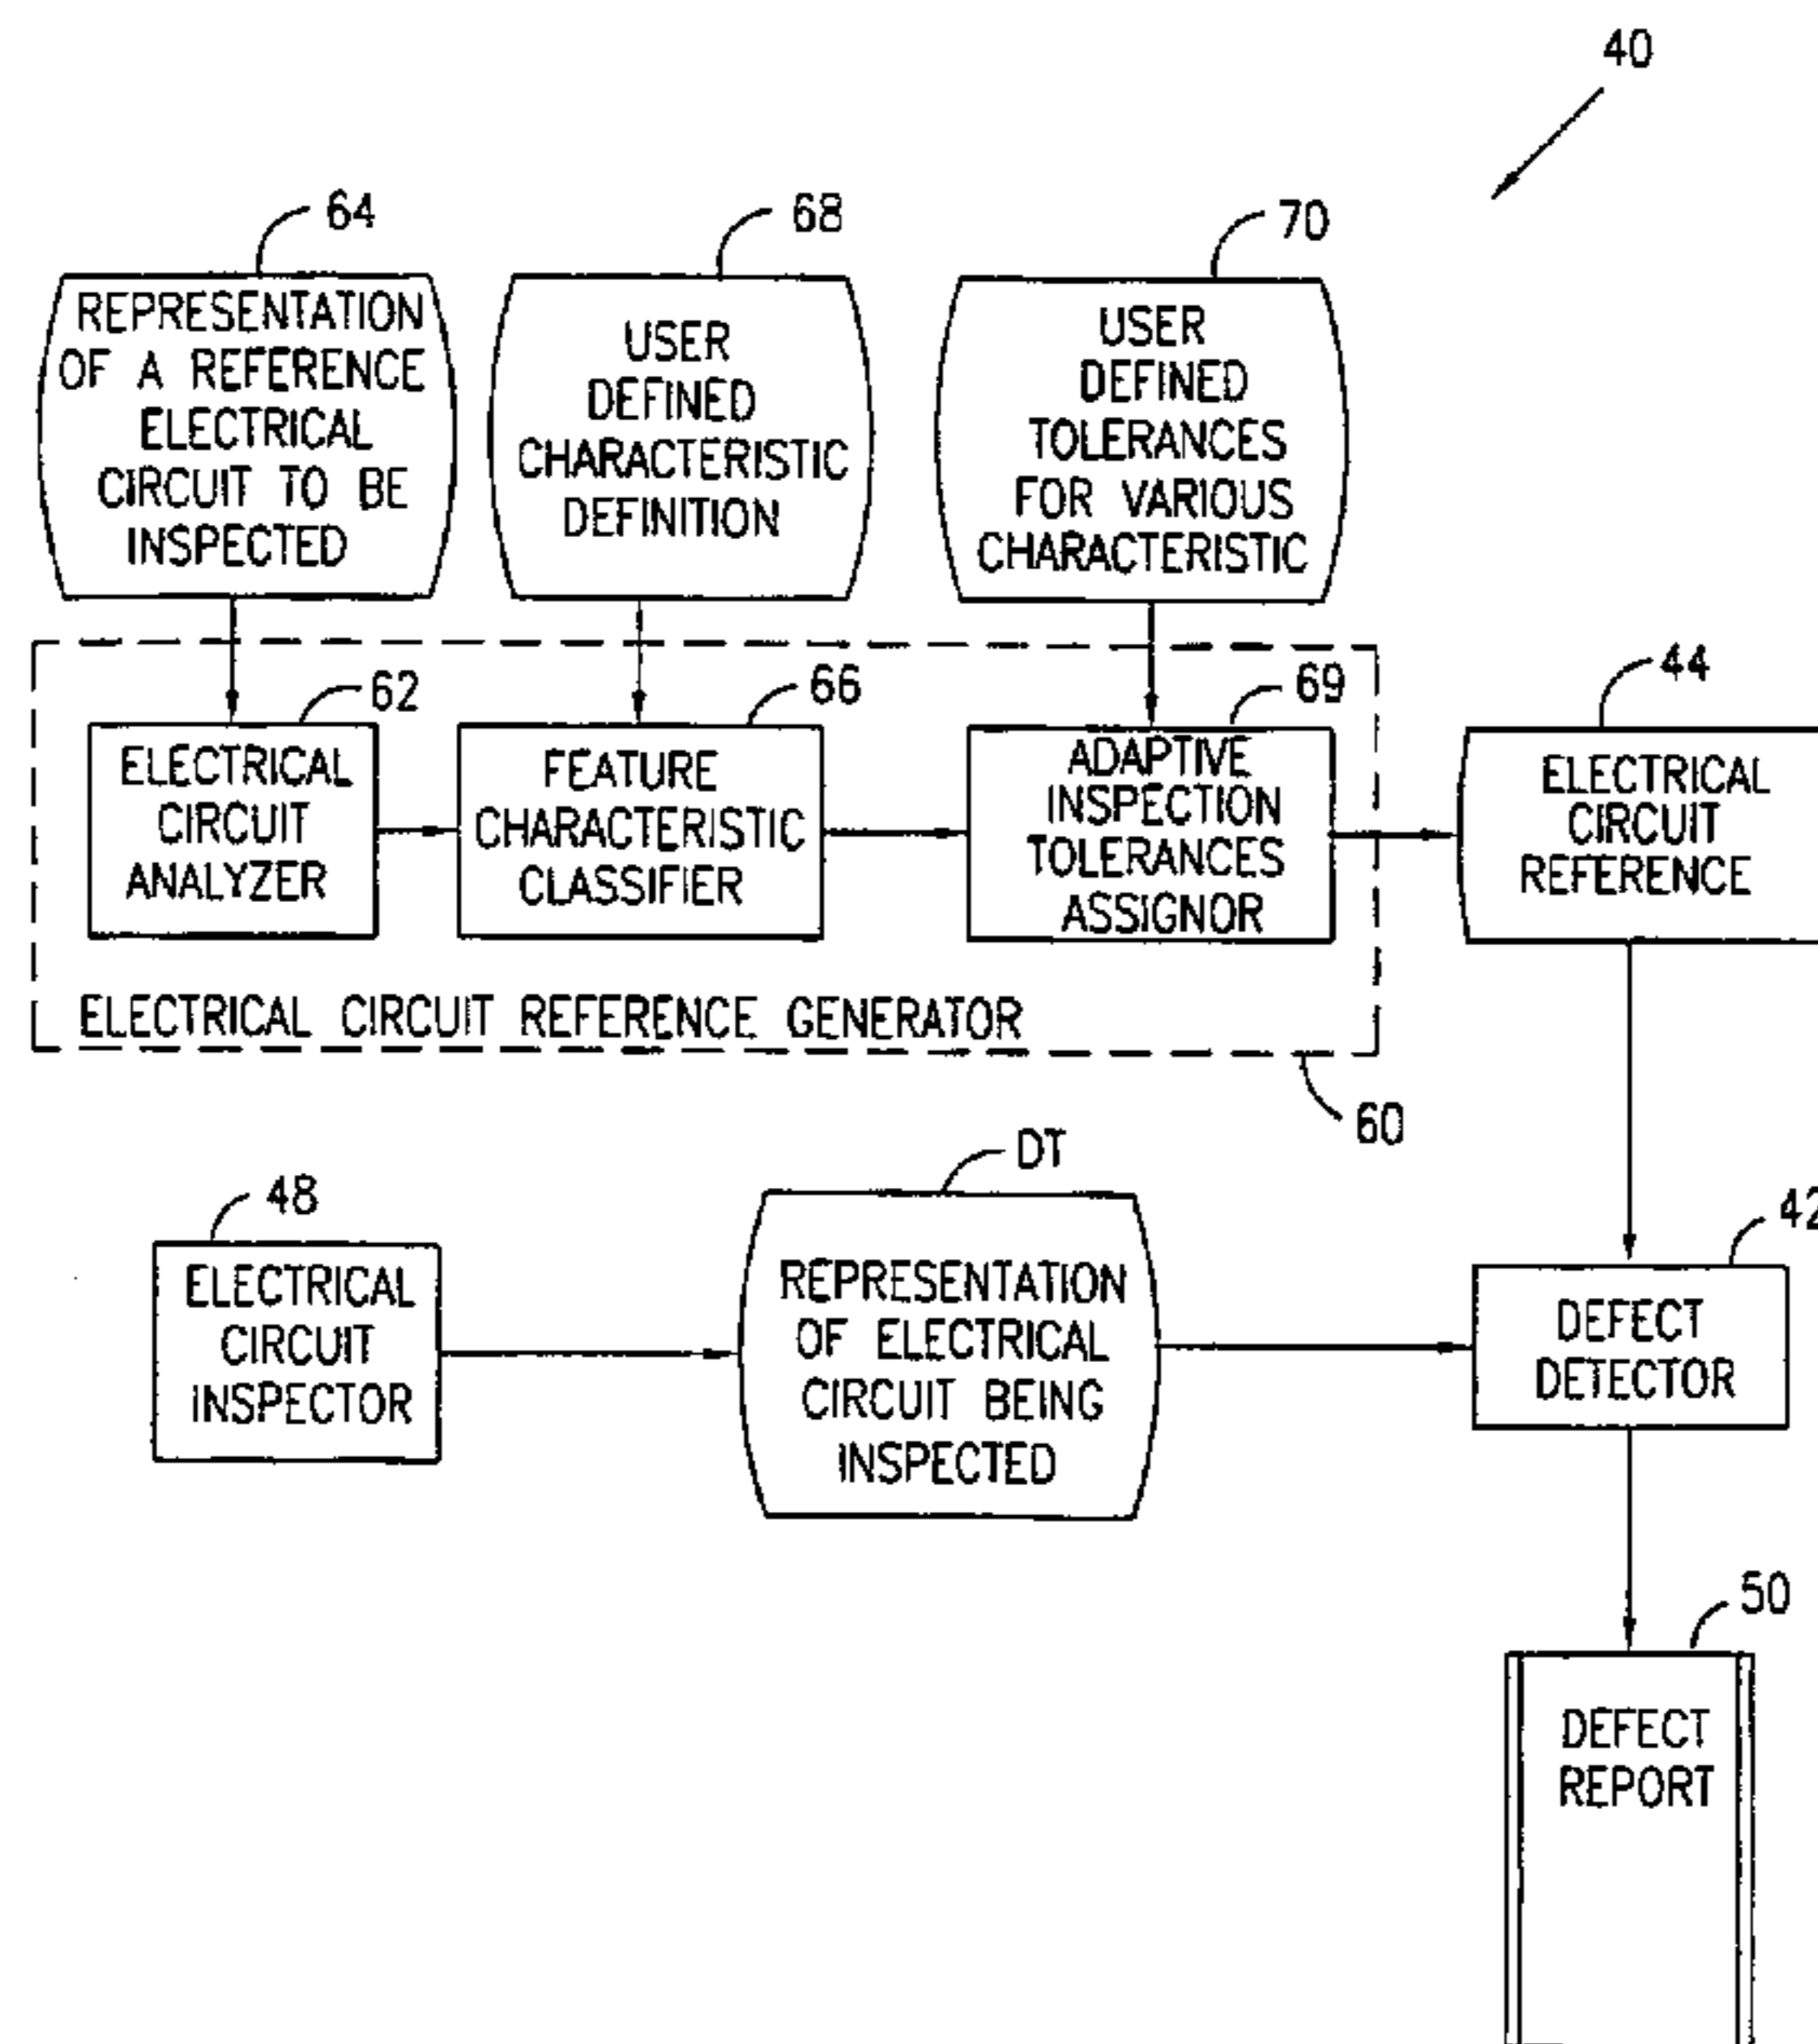 40
64
68
70
REPRESENTATION
OF A REFERENCE
ELECTRICAL
CIRCUIT TO BE
INSPECTED
USER
DEFINED
CHARACTERISTIC
DEFINITION
USER
DEFINED
TOLERANCES
FOR VARIOUS
CHARACTERISTIC
62
66
69
44
ELECTRICAL
CIRCUIT
ANALYZER
FEATURE
CHARACTERISTIC
CLASSIFIER
ADAPTIVE
INSPECTION
TOLERANCES
ASSIGNOR
ELECTRICAL
CIRCUIT
REFERENCE
ELECTRICAL CIRCUIT REFERENCE GENERATOR
60
48
DT
42
ELECTRICAL
CIRCUIT
INSPECTOR
REPRESENTATION
OF ELECTRICAL
CIRCUIT BEING
INSPECTED
DEFECT
DETECTOR
50
DEFECT
REPORT